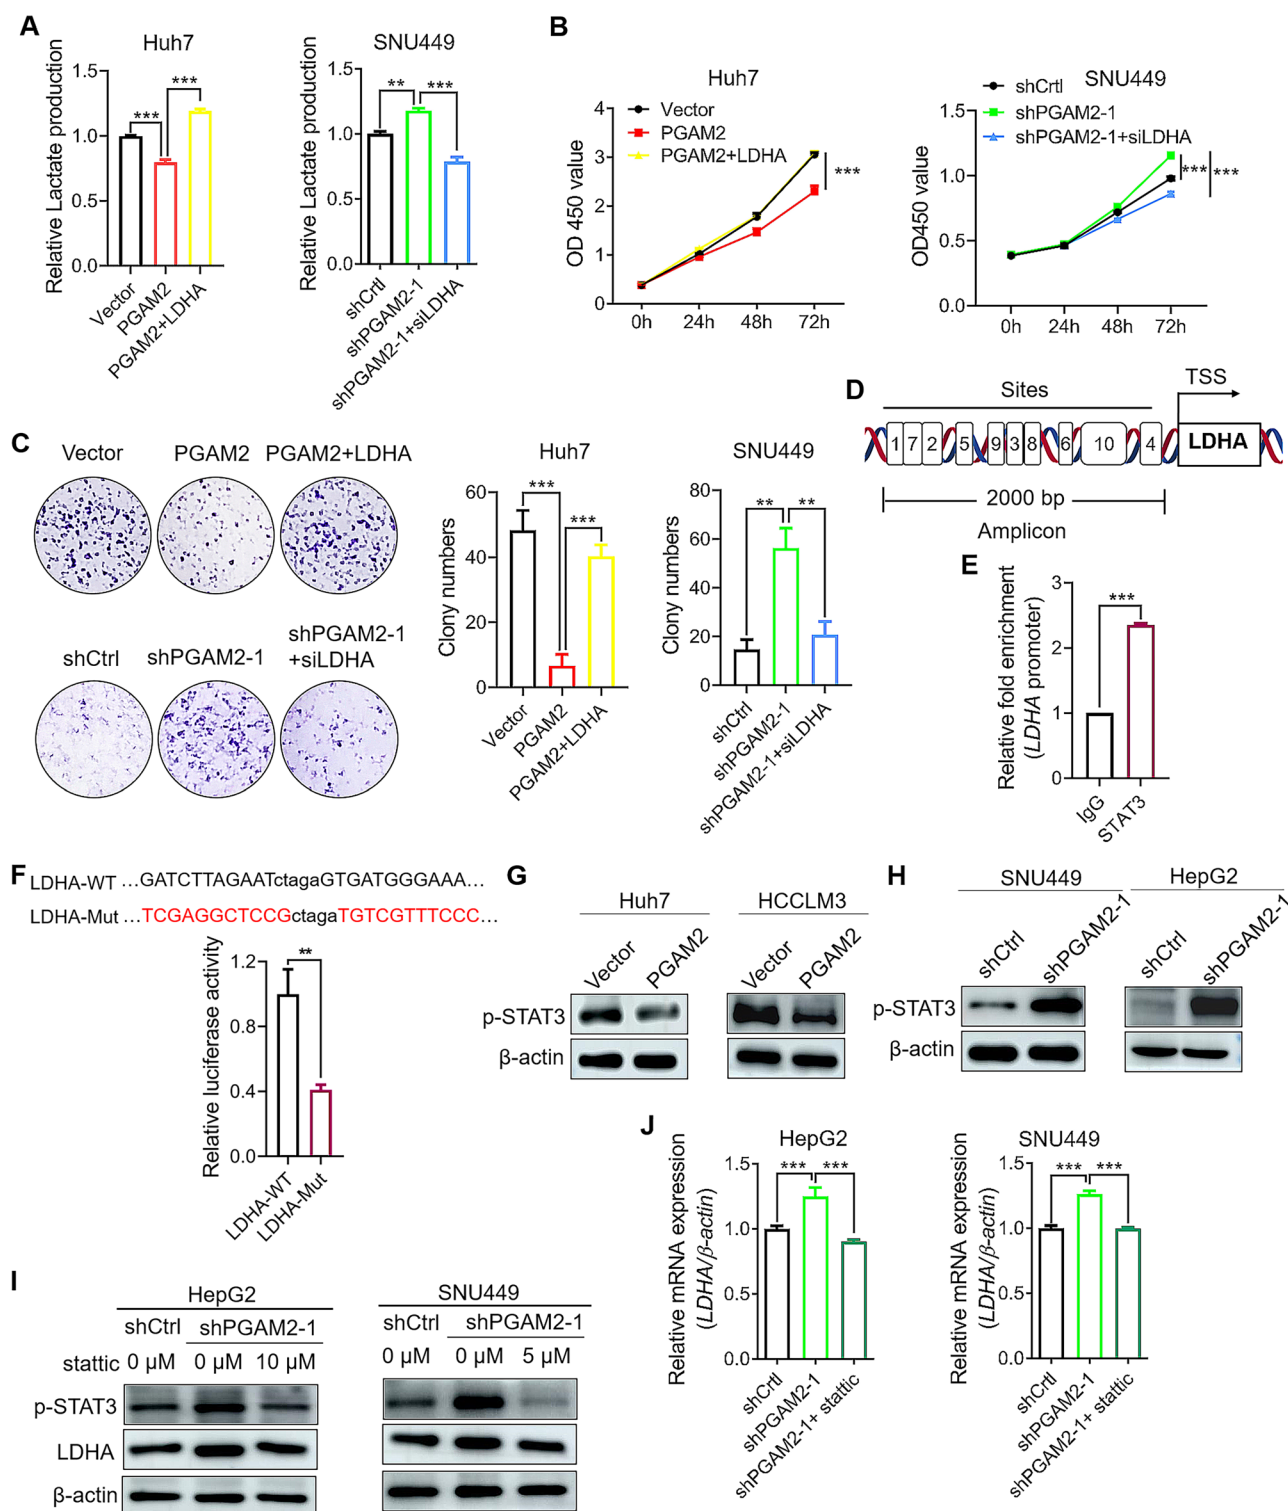 A
Huh7
Relative Lactate production
1.5
1.0
0.5
0.0
***
***
Vector
PGAM2
PGAM2+LDHA
SNU449
Relative Lactate production
1.5
1.0
0.5
0.0
**
***
shCrtl
shPGAM2-1
shPGAM2-1+siLDHA
B
Huh7
OD 450 value
4
3
2
1
0
Vector
PGAM2
PGAM2+LDHA
***
0h 24h 48h 72h
SNU449
shCrtl
shPGAM2-1
shPGAM2-1+siLDHA
OD450 value
1.5
1.0
0.5
0.0
*** ***
0h 24h 48h 72h
C
Vector PGAM2 PGAM2+LDHA
shCtrl shPGAM2-1 shPGAM2-1
+siLDHA
Huh7
Clony numbers
60
40
20
0
***
***
Vector
PGAM2
PGAM2+LDHA
SNU449
Clony numbers
80
60
40
20
0
** **
shCtrl
shPGAM2-1
shPGAM2-1+siLDHA
D
Sites
TSS
1 7 2 5 9 3 8 6 10 4 LDHA
2000 bp
Amplicon
E
Relative fold enrichment
(LDHA promoter)
3
2
1
0
***
IgG
STAT3
F
LDHA-WT ...GATCTTAGAATctagaGTGATGGGAAA...
LDHA-Mut ...TCGAGGCTCCGctagaTGTCGTTTCCC...
Relative luciferase activity
1.2
0.8
0.4
0.0
**
LDHA-WT
LDHA-Mut
G
Huh7 HCCLM3
Vector PGAM2 Vector PGAM2
p-STAT3
β-actin
H
SNU449 HepG2
shCtrl shPGAM2-1 shCtrl shPGAM2-1
p-STAT3
β-actin
I
HepG2 SNU449
shCtrl shPGAM2-1 shCtrl shPGAM2-1
stattic 0 μM 0 μM 10 μM 0 μM 0 μM 5 μM
p-STAT3
LDHA
β-actin
J
HepG2
Relative mRNA expression
(LDHA/β-actin)
1.5
1.0
0.5
0.0
*** ***
shCrtl
shPGAM2-1
shPGAM2-1+ stattic
SNU449
Relative mRNA expression
(LDHA/β-actin)
1.5
1.0
0.5
0.0
*** ***
shCrtl
shPGAM2-1
shPGAM2-1+ stattic